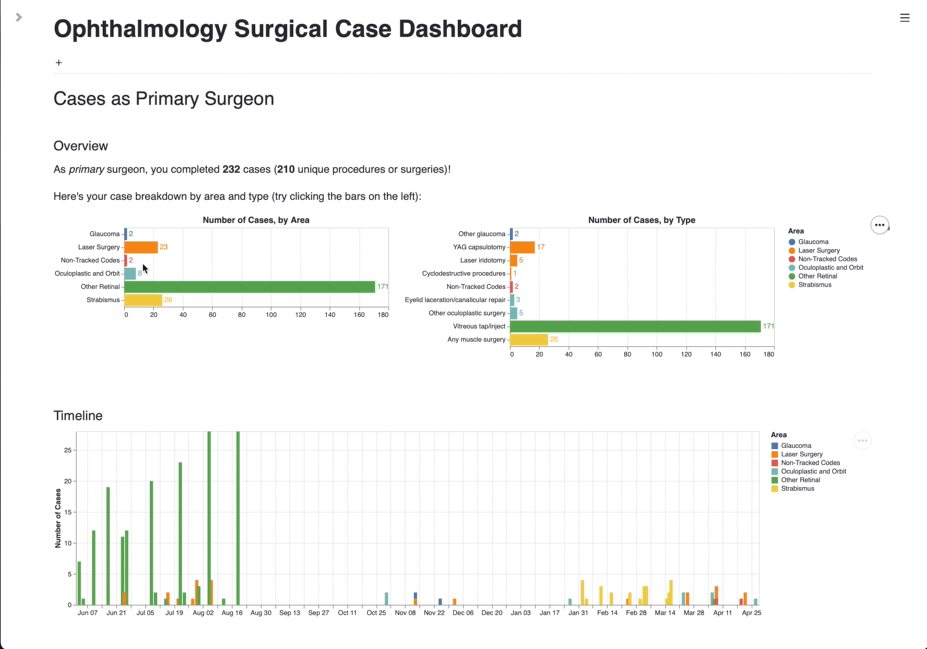 Ophthalmology Surgical Case Dashboard
+
Cases as Primary Surgeon
Overview
As primary surgeon, you completed 232 cases (210 unique procedures or surgeries)!
Here's your case breakdown by area and type (try clicking the bars on the left):
Number of Cases, by Area
Glaucoma 2
Laser Surgery 23
Non-Tracked Codes 2
Oculoplastic and Orbit 8
Other Retinal 171
Strabismus 26
0 20 40 60 80 100 120 140 160 180
Number of Cases, by Type
Other glaucoma 2
YAG capsulotomy 17
Laser iridotomy 5
Cyclodestructive procedures 1
Non-Tracked Codes 2
Eyelid laceration/canalicular repair 3
Other oculoplastic surgery 5
Vitreous tap/inject 171
Any muscle surgery 26
0 20 40 60 80 100 120 140 160 180
Area
Glaucoma
Laser Surgery
Non-Tracked Codes
Oculoplastic and Orbit
Other Retinal
Strabismus
Timeline
Number of Cases
25
20
15
10
5
0
Jun 07 Jun 21 Jul 05 Jul 19 Aug 02 Aug 16 Aug 30 Sep 13 Sep 27 Oct 11 Oct 25 Nov 08 Nov 22 Dec 06 Dec 20 Jan 03 Jan 17 Jan 31 Feb 14 Feb 28 Mar 14 Mar 28 Apr 11 Apr 25
Area
Glaucoma
Laser Surgery
Non-Tracked Codes
Oculoplastic and Orbit
Other Retinal
Strabismus